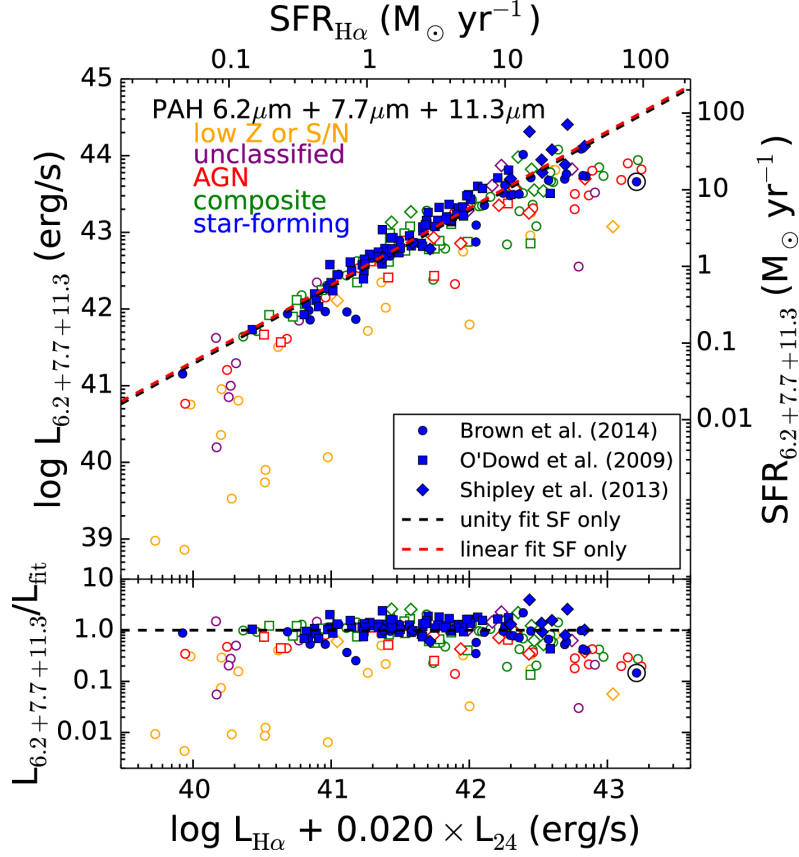 SFR_Hα (M⊙ yr⁻¹)
0.1 1 10 100
45
44
43
42
41
40
39
10
log L_6.2+7.7+11.3 (erg/s)
PAH 6.2μm + 7.7μm + 11.3μm
low Z or S/N
unclassified
AGN
composite
star-forming
100
10
1
0.1
0.01
SFR_6.2+7.7+11.3 (M⊙ yr⁻¹)
Brown et al. (2014)
O'Dowd et al. (2009)
Shipley et al. (2013)
unity fit SF only
linear fit SF only
L_6.2+7.7+11.3/L_fit
1.0
0.1
0.01
40 41 42 43
log L_Hα + 0.020 × L_24 (erg/s)